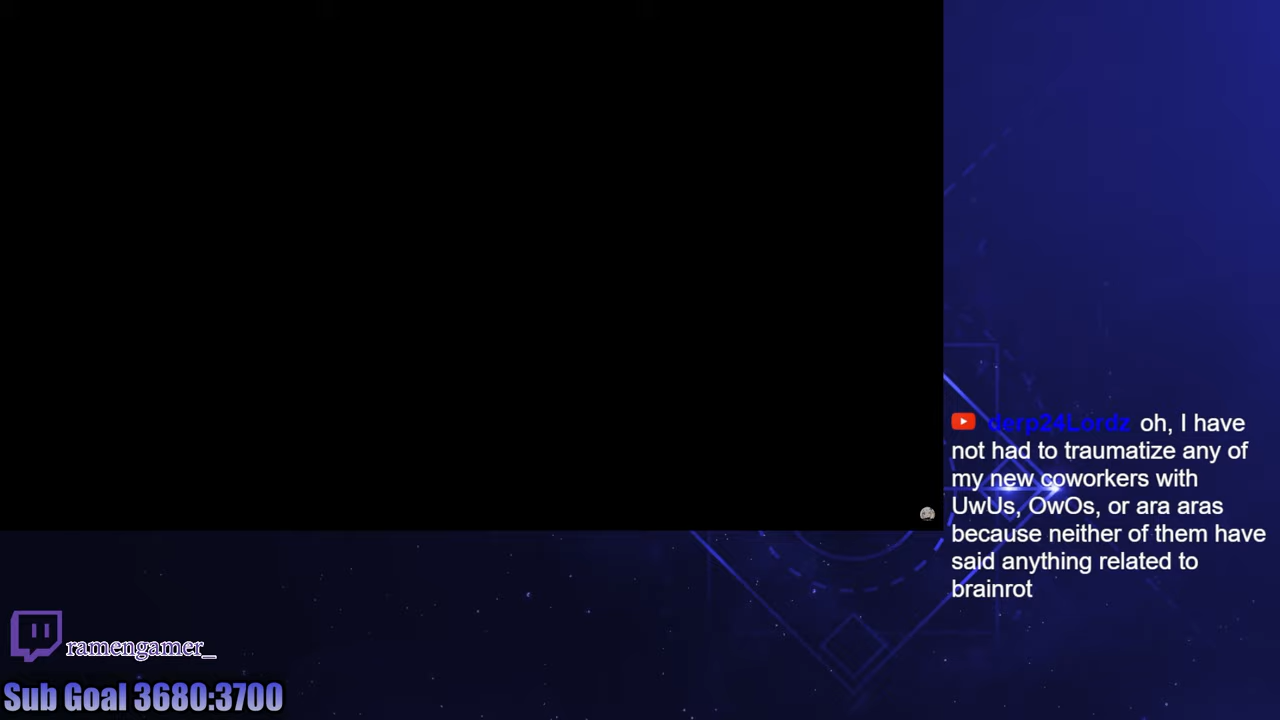 derp24Lordz oh, I have
not had to traumatize any of
my new coworkers with
UwUs, OwOs, or ara aras
because neither of them have
said anything related to
brainrot
ramengamer_
Sub Goal 3680:3700